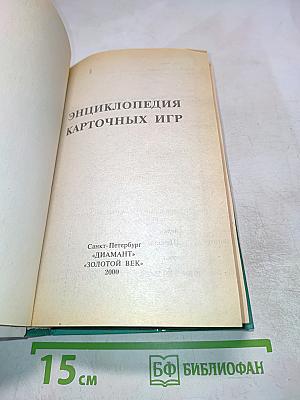 ЭНЦИКЛОПЕДИЯ
КАРТОЧНЫХ ИГР
Санкт-Петербург
«ДИАМАНТ»
«ЗОЛОТОЙ ВЕК»
2000
15 см
БФ БИБЛИОФАН